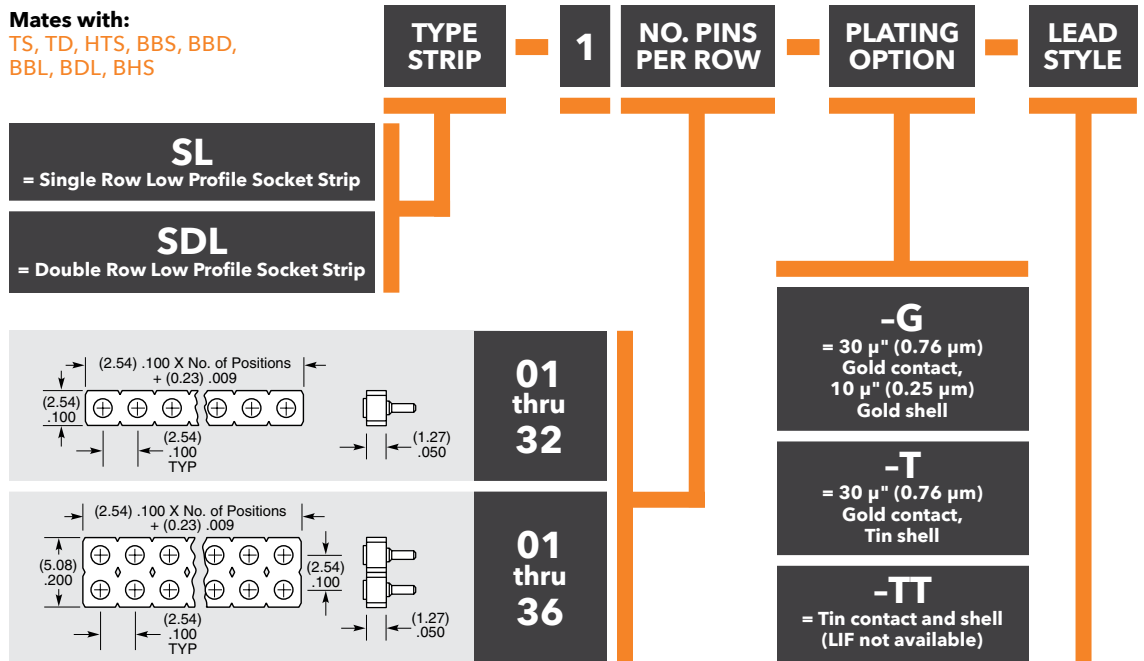 Mates with:
TS, TD, HTS, BBS, BBD,
BBL, BDL, BHS
TYPE
STRIP
1
NO. PINS
PER ROW
PLATING
OPTION
LEAD
STYLE
SL
= Single Row Low Profile Socket Strip
SDL
= Double Row Low Profile Socket Strip
(2.54) .100 X No. of Positions
+ (0.23) .009
(2.54)
.100
(2.54)
.100
TYP
(1.27)
.050
01
thru
32
(2.54) .100 X No. of Positions
+ (0.23) .009
(5.08)
.200
(2.54)
.100
(2.54)
.100
TYP
(1.27)
.050
01
thru
36
–G
= 30 µ" (0.76 µm)
Gold contact,
10 µ" (0.25 µm)
Gold shell
–T
= 30 µ" (0.76 µm)
Gold contact,
Tin shell
–TT
= Tin contact and shell
(LIF not available)